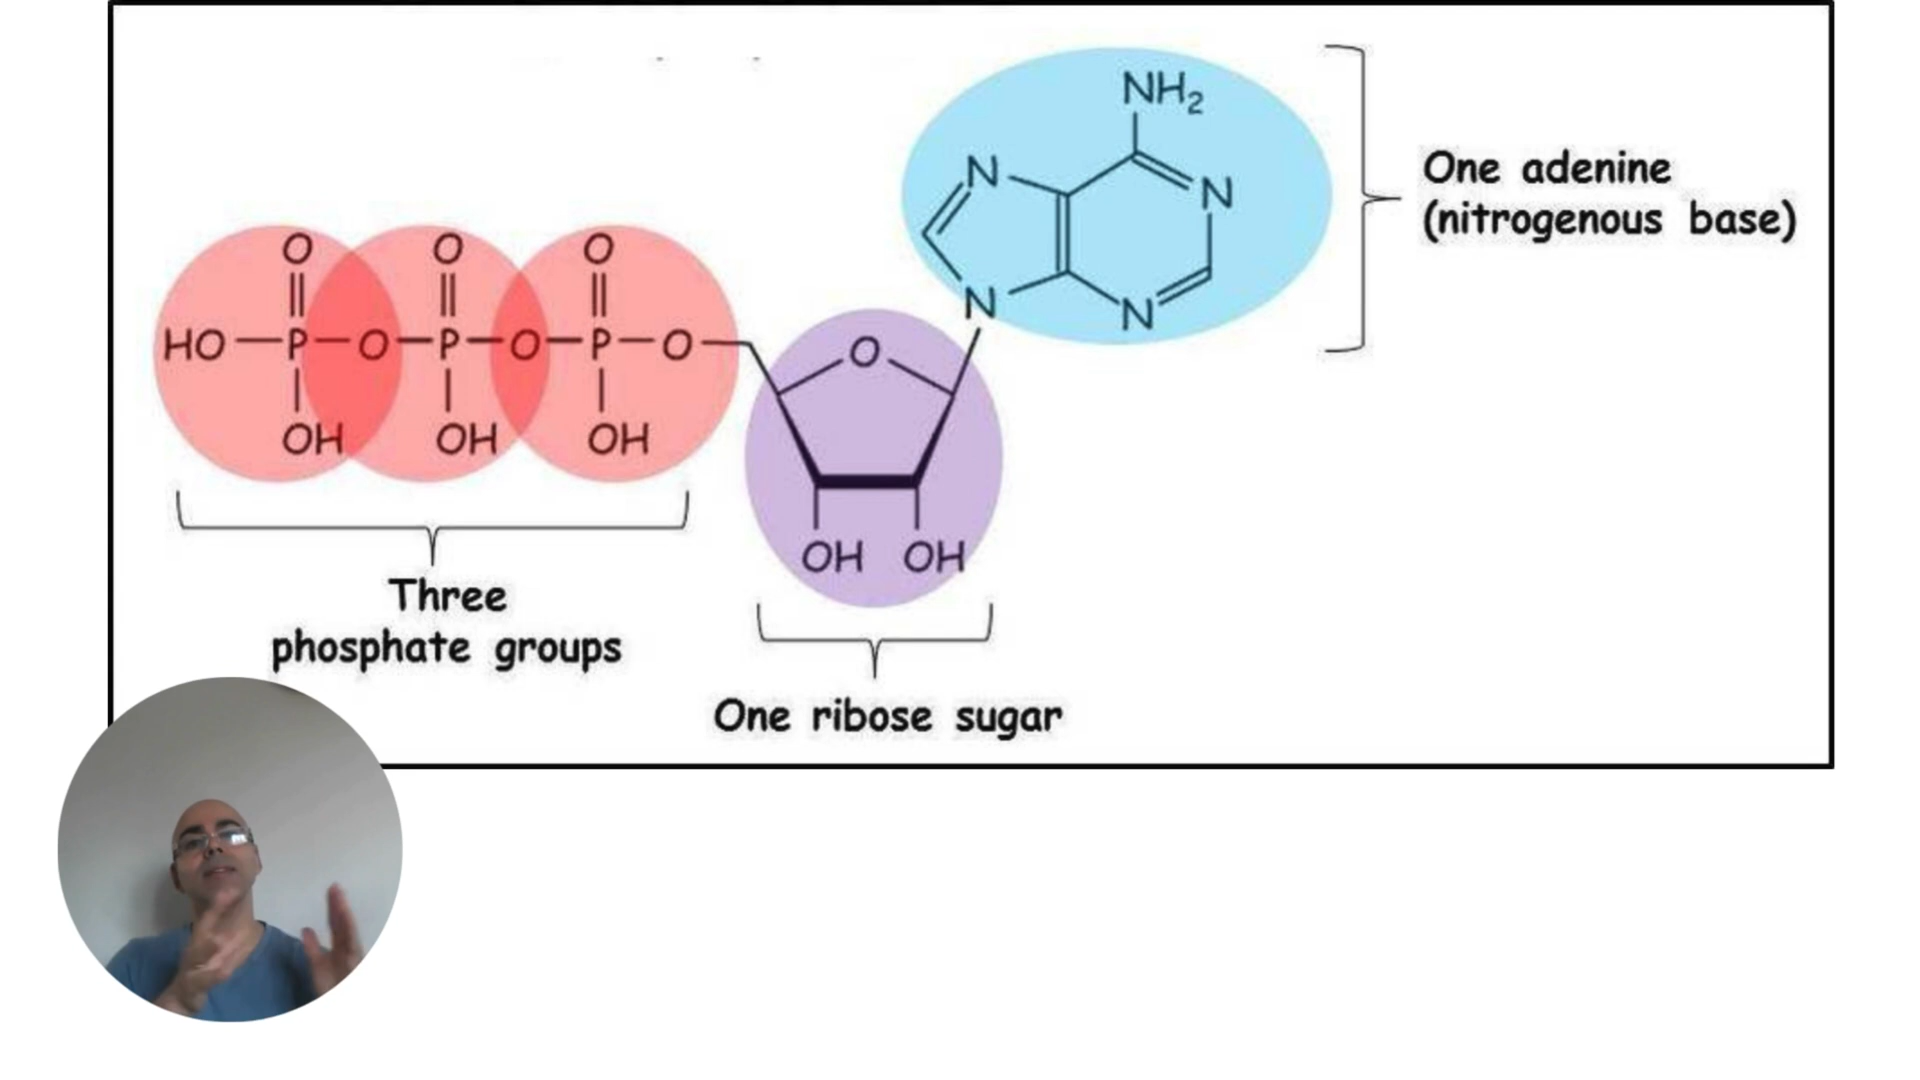 NH₂
N
N
N
N
O O O
HO P O P O P O
OH OH OH
O
OH OH
One adenine
(nitrogenous base)
Three
phosphate groups
One ribose sugar